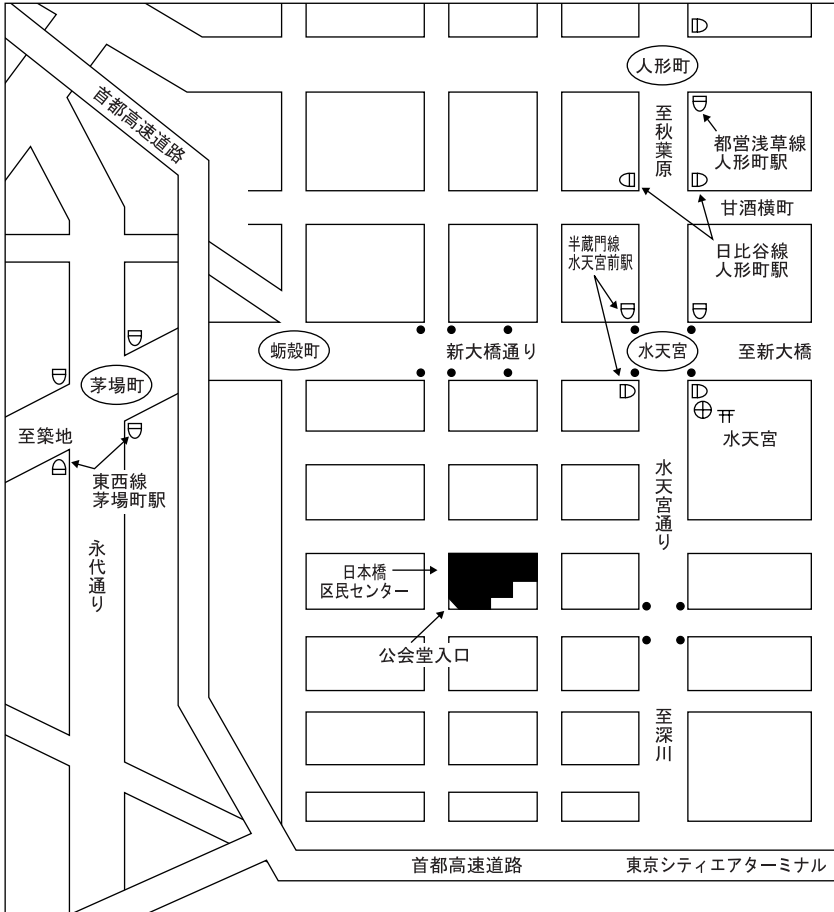 人形町
首都高速道路
至秋葉原
都営浅草線
人形町駅
甘酒横町
半蔵門線
水天宮前駅
日比谷線
人形町駅
蛎殻町
新大橋通り
水天宮
至新大橋
茅場町
至築地
水天宮
東西線
茅場町駅
水天宮通り
永代通り
日本橋
区民センター
公会堂入口
至深川
首都高速道路
東京シティエアターミナル